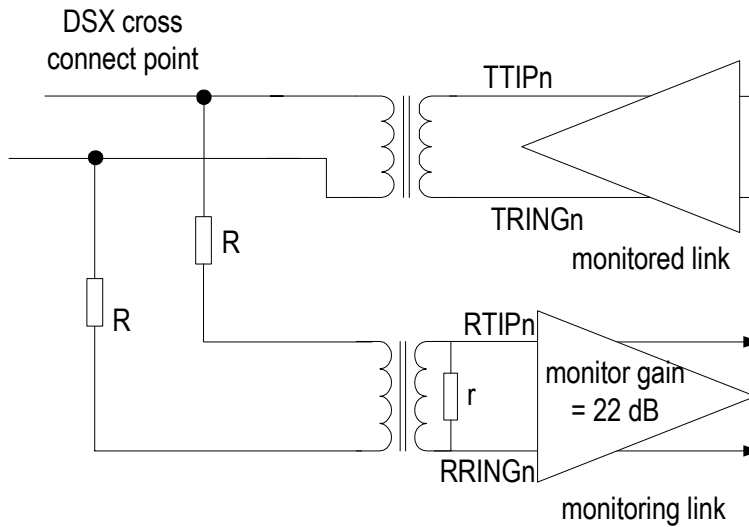 DSX cross
connect point
TTIPn
TRINGn
monitored link
R
R
RTIPn
monitor gain
= 22 dB
r
RRINGn
monitoring link